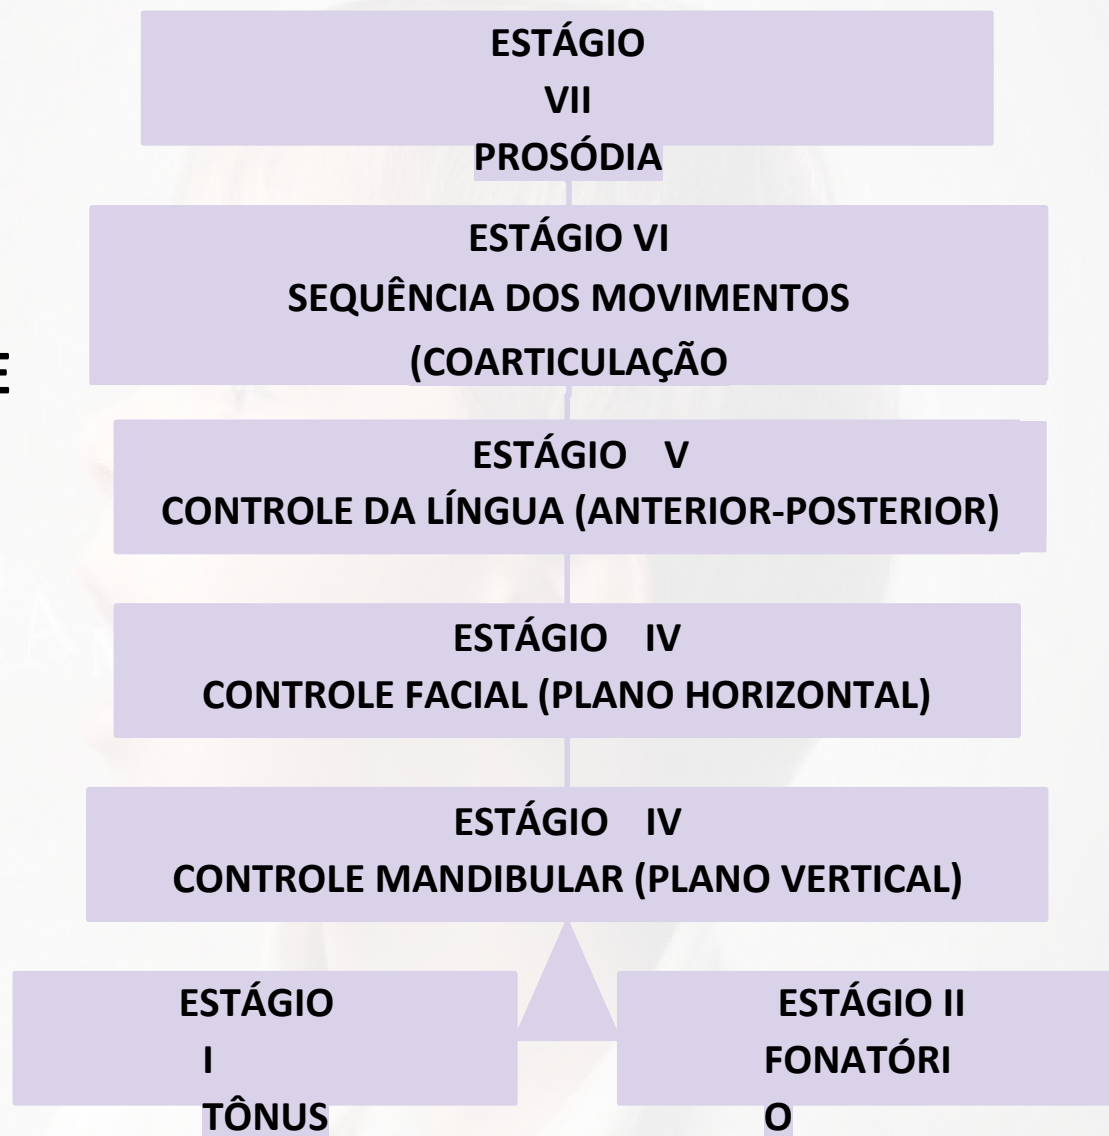 ESTÁGIO
VII
PROSÓDIA
ESTÁGIO VI
SEQUÊNCIA DOS MOVIMENTOS
(COARTICULAÇÃO
E
ESTÁGIO V
CONTROLE DA LÍNGUA (ANTERIOR-POSTERIOR)
ESTÁGIO IV
CONTROLE FACIAL (PLANO HORIZONTAL)
ESTÁGIO IV
CONTROLE MANDIBULAR (PLANO VERTICAL)
ESTÁGIO
I
TÔNUS
ESTÁGIO II
FONATÓRI
O